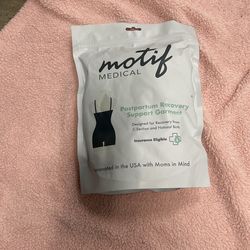 motif
MEDICAL
Postpartum Recovery
Support Garment
Designed for Recovery from
C-Section and Natural Birth
Insurance Eligible
in the USA with Moms in Mind.